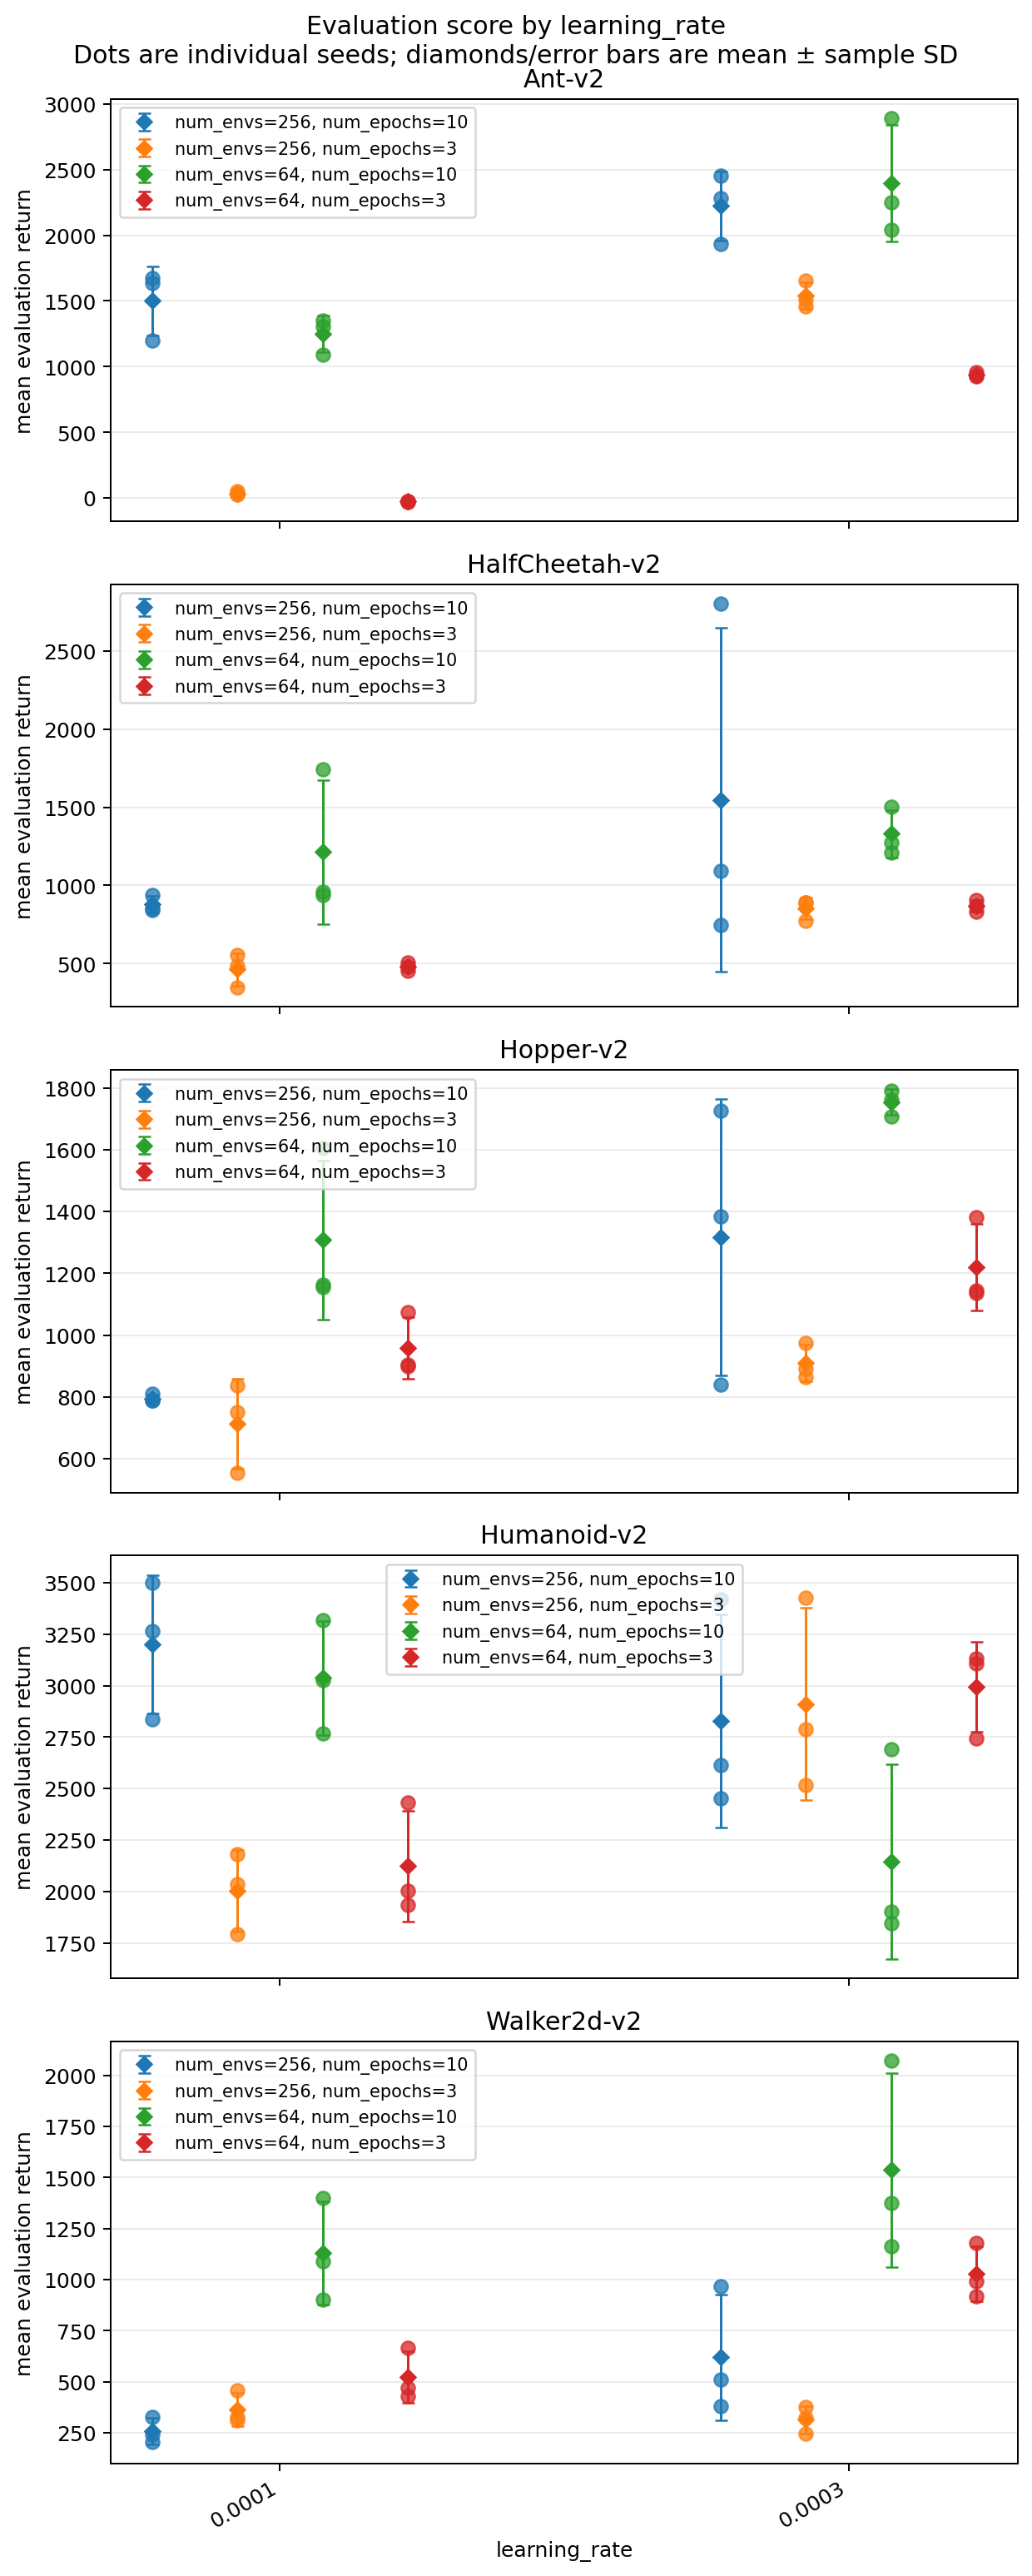 Evaluation score by learning_rate
Dots are individual seeds; diamonds/error bars are mean ± sample SD
Ant-v2
3000
2500
2000
1500
1000
500
0
mean evaluation return
num_envs=256, num_epochs=10
num_envs=256, num_epochs=3
num_envs=64, num_epochs=10
num_envs=64, num_epochs=3
HalfCheetah-v2
2500
2000
1500
1000
500
mean evaluation return
num_envs=256, num_epochs=10
num_envs=256, num_epochs=3
num_envs=64, num_epochs=10
num_envs=64, num_epochs=3
Hopper-v2
1800
1600
1400
1200
1000
800
600
mean evaluation return
num_envs=256, num_epochs=10
num_envs=256, num_epochs=3
num_envs=64, num_epochs=10
num_envs=64, num_epochs=3
Humanoid-v2
3500
3250
3000
2750
2500
2250
2000
1750
mean evaluation return
num_envs=256, num_epochs=10
num_envs=256, num_epochs=3
num_envs=64, num_epochs=10
num_envs=64, num_epochs=3
Walker2d-v2
2000
1750
1500
1250
1000
750
500
250
mean evaluation return
num_envs=256, num_epochs=10
num_envs=256, num_epochs=3
num_envs=64, num_epochs=10
num_envs=64, num_epochs=3
0.0001
0.0003
learning_rate